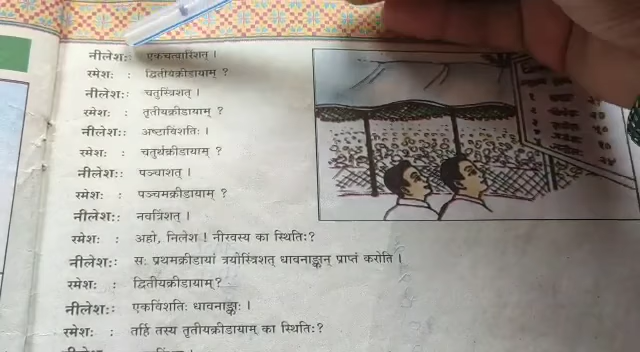 नीलेशः: एकचत्वारिंशत् ।
रमेश: : द्वितीयक्रीडायाम् ?
नीलेशः: चतुस्त्रिंशत् ।
रमेश: : तृतीयक्रीडायाम् ?
नीलेशः: अष्टाविंशतिः ।
रमेश: : चतुर्थक्रीडायाम् ?
नीलेशः: पञ्चाशत् ।
रमेश: : पञ्चमक्रीडायाम् ?
नीलेशः: नवत्रिंशत् ।
रमेश: : अहो, निलेश ! नीरवस्य का स्थितिः?
नीलेशः: सः प्रथमक्रीडायां त्रयोस्त्रिंशत् धावनाङ्कान् प्राप्तं करोति ।
रमेश: : द्वितीयक्रीडायाम्?
नीलेशः: एकविंशतिः धावनाङ्काः ।
रमेश: : तर्हि तस्य तृतीयक्रीडायाम् का स्थितिः?